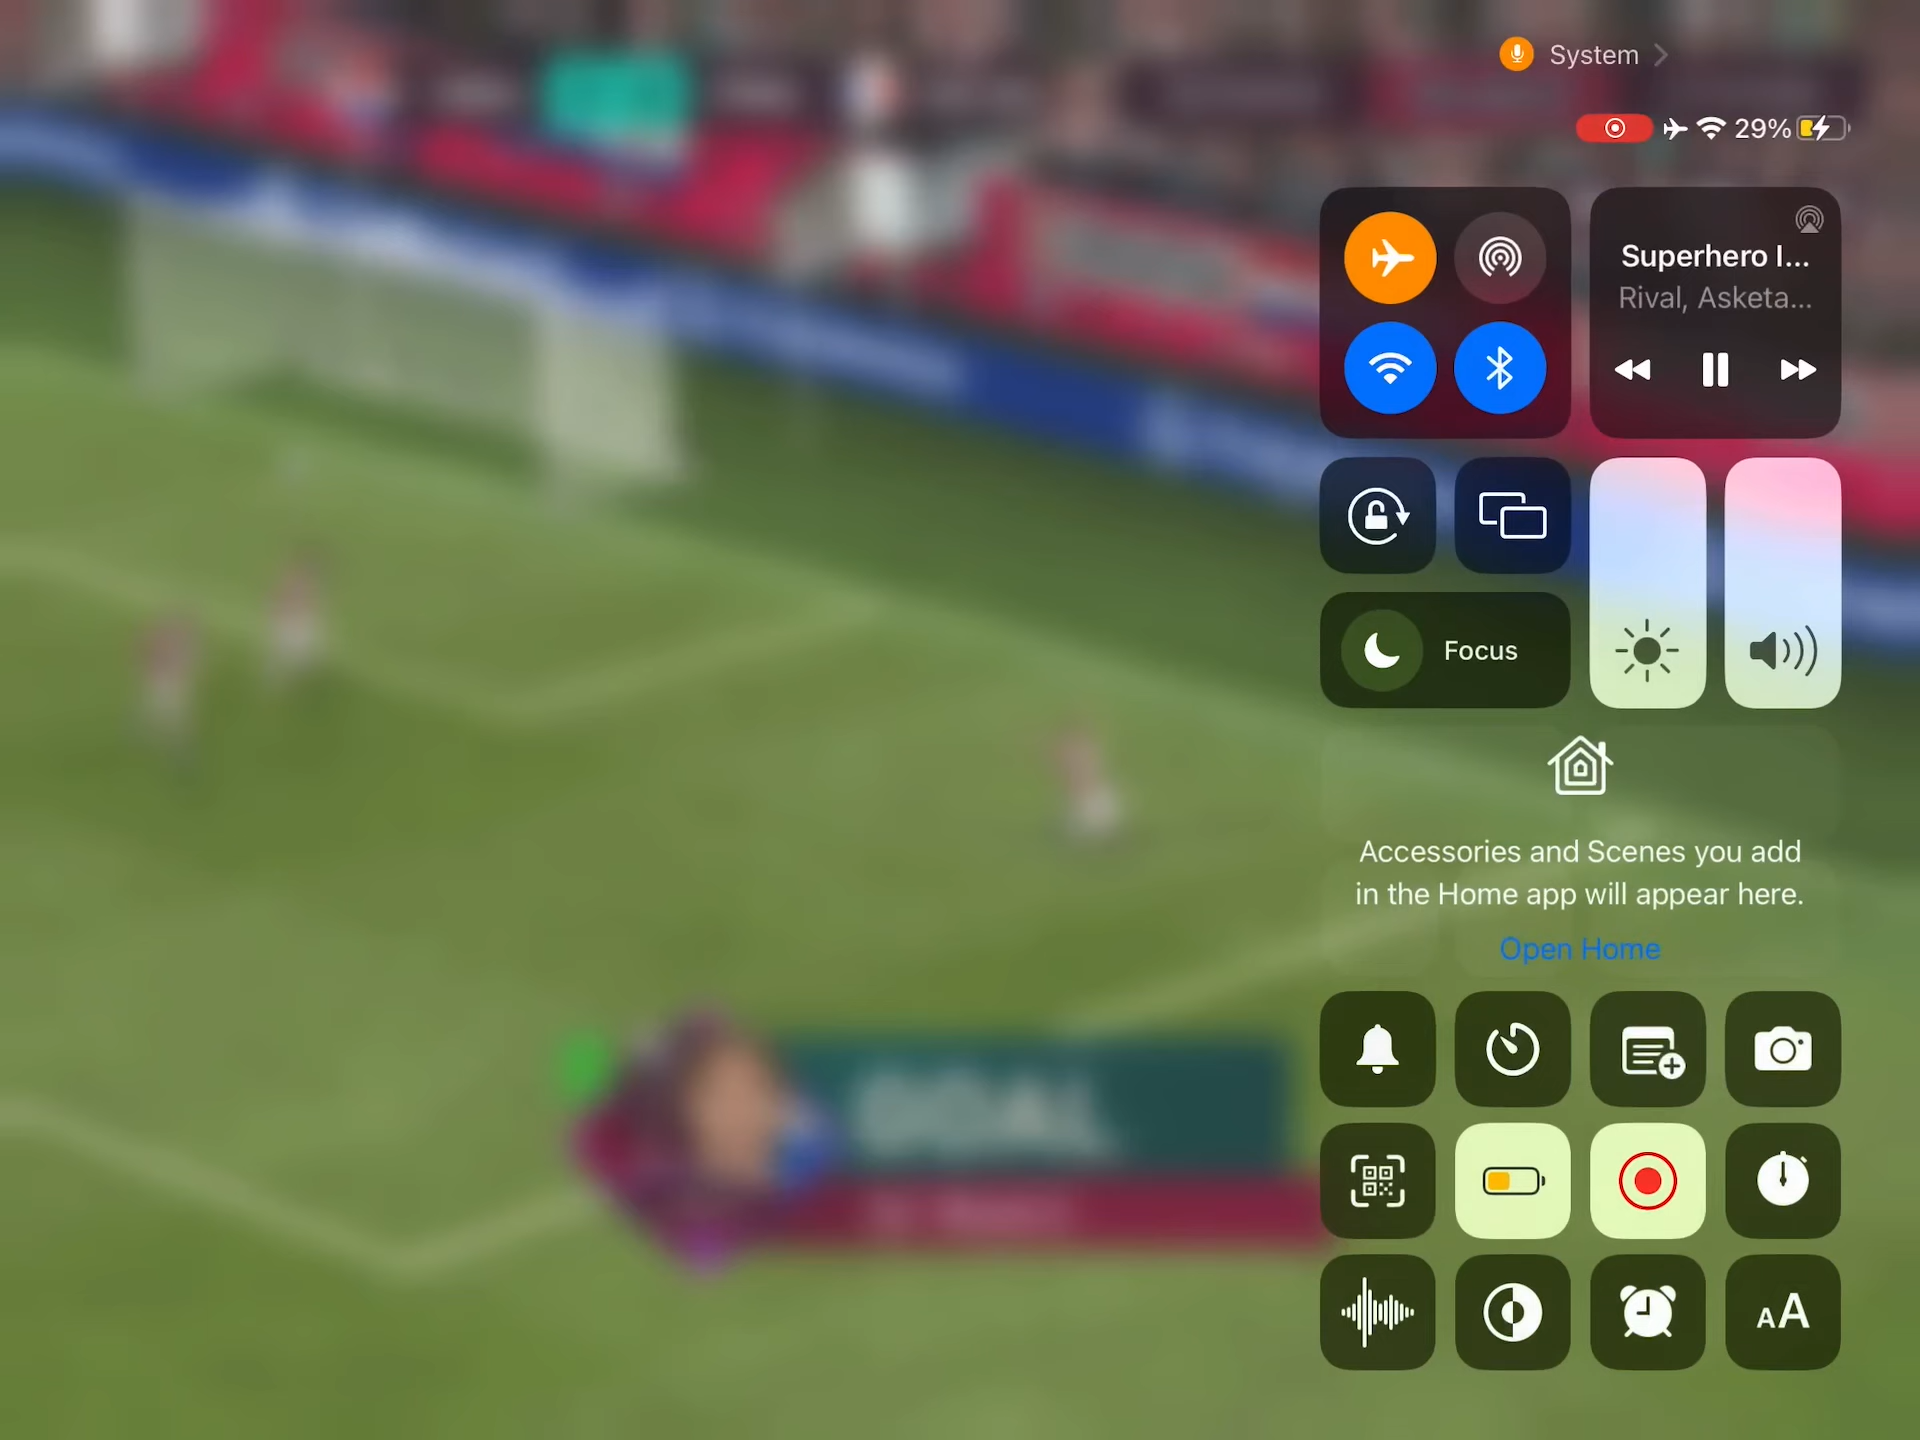 System
29%
Superhero I...
Rival, Asketa...
Focus
Accessories and Scenes you add
in the Home app will appear here.
Open Home
GOAL
AA